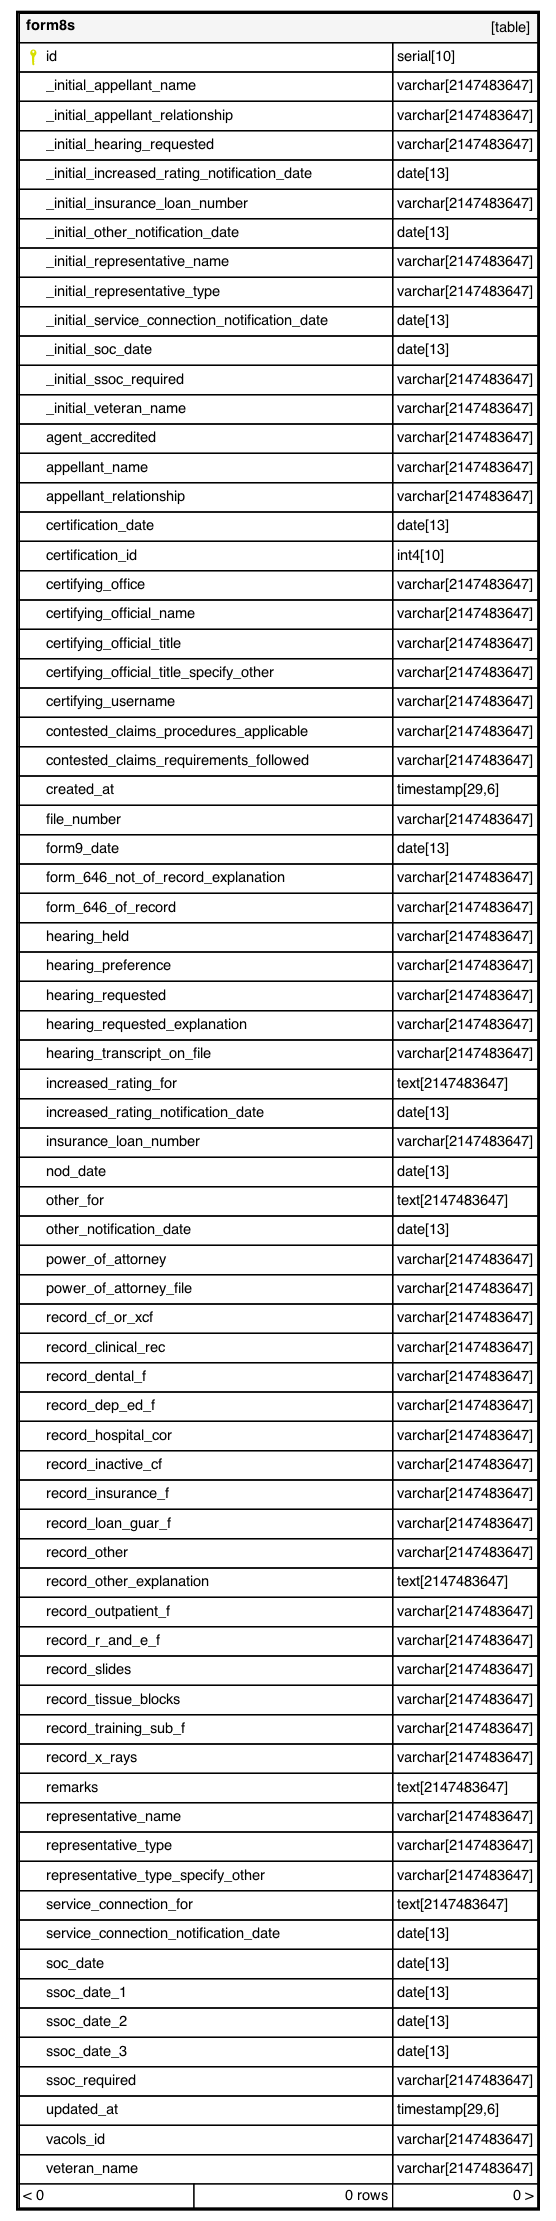 form8s [table]
id serial[10]
_initial_appellant_name varchar[2147483647]
_initial_appellant_relationship varchar[2147483647]
_initial_hearing_requested varchar[2147483647]
_initial_increased_rating_notification_date date[13]
_initial_insurance_loan_number varchar[2147483647]
_initial_other_notification_date date[13]
_initial_representative_name varchar[2147483647]
_initial_representative_type varchar[2147483647]
_initial_service_connection_notification_date date[13]
_initial_soc_date date[13]
_initial_ssoc_required varchar[2147483647]
_initial_veteran_name varchar[2147483647]
agent_accredited varchar[2147483647]
appellant_name varchar[2147483647]
appellant_relationship varchar[2147483647]
certification_date date[13]
certification_id int4[10]
certifying_office varchar[2147483647]
certifying_official_name varchar[2147483647]
certifying_official_title varchar[2147483647]
certifying_official_title_specify_other varchar[2147483647]
certifying_username varchar[2147483647]
contested_claims_procedures_applicable varchar[2147483647]
contested_claims_requirements_followed varchar[2147483647]
created_at timestamp[29,6]
file_number varchar[2147483647]
form9_date date[13]
form_646_not_of_record_explanation varchar[2147483647]
form_646_of_record varchar[2147483647]
hearing_held varchar[2147483647]
hearing_preference varchar[2147483647]
hearing_requested varchar[2147483647]
hearing_requested_explanation varchar[2147483647]
hearing_transcript_on_file varchar[2147483647]
increased_rating_for text[2147483647]
increased_rating_notification_date date[13]
insurance_loan_number varchar[2147483647]
nod_date date[13]
other_for text[2147483647]
other_notification_date date[13]
power_of_attorney varchar[2147483647]
power_of_attorney_file varchar[2147483647]
record_cf_or_xcf varchar[2147483647]
record_clinical_rec varchar[2147483647]
record_dental_f varchar[2147483647]
record_dep_ed_f varchar[2147483647]
record_hospital_cor varchar[2147483647]
record_inactive_cf varchar[2147483647]
record_insurance_f varchar[2147483647]
record_loan_guar_f varchar[2147483647]
record_other varchar[2147483647]
record_other_explanation text[2147483647]
record_outpatient_f varchar[2147483647]
record_r_and_e_f varchar[2147483647]
record_slides varchar[2147483647]
record_tissue_blocks varchar[2147483647]
record_training_sub_f varchar[2147483647]
record_x_rays varchar[2147483647]
remarks text[2147483647]
representative_name varchar[2147483647]
representative_type varchar[2147483647]
representative_type_specify_other varchar[2147483647]
service_connection_for text[2147483647]
service_connection_notification_date date[13]
soc_date date[13]
ssoc_date_1 date[13]
ssoc_date_2 date[13]
ssoc_date_3 date[13]
ssoc_required varchar[2147483647]
updated_at timestamp[29,6]
vacols_id varchar[2147483647]
veteran_name varchar[2147483647]
< 0 0 rows 0 >